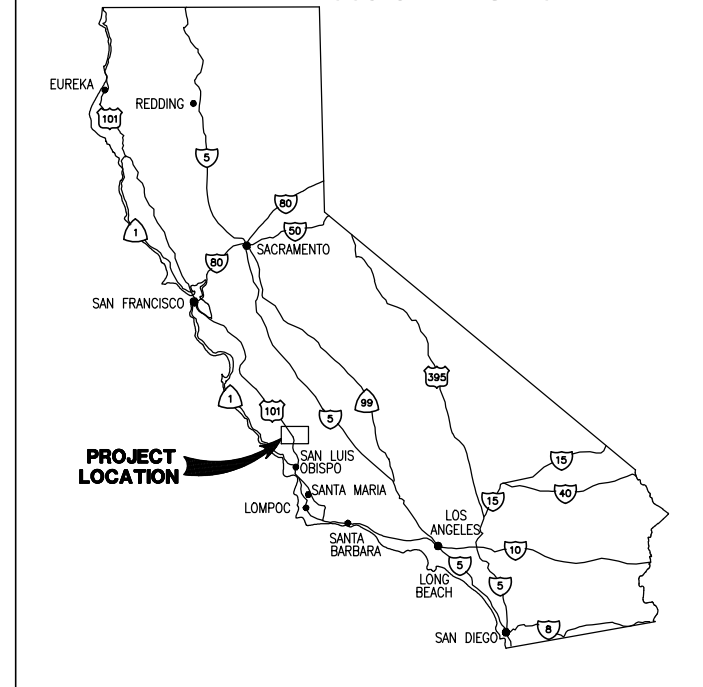 EUREKA
REDDING
101
5
80
50
1
SACRAMENTO
80
SAN FRANCISCO
395
1
99
101
5
PROJECT
LOCATION
SAN LUIS
OBISPO
15
SANTA MARIA
40
15
LOMPOC
LOS
ANGELES
SANTA
BARBARA
10
5
LONG
BEACH
5
SAN DIEGO
8